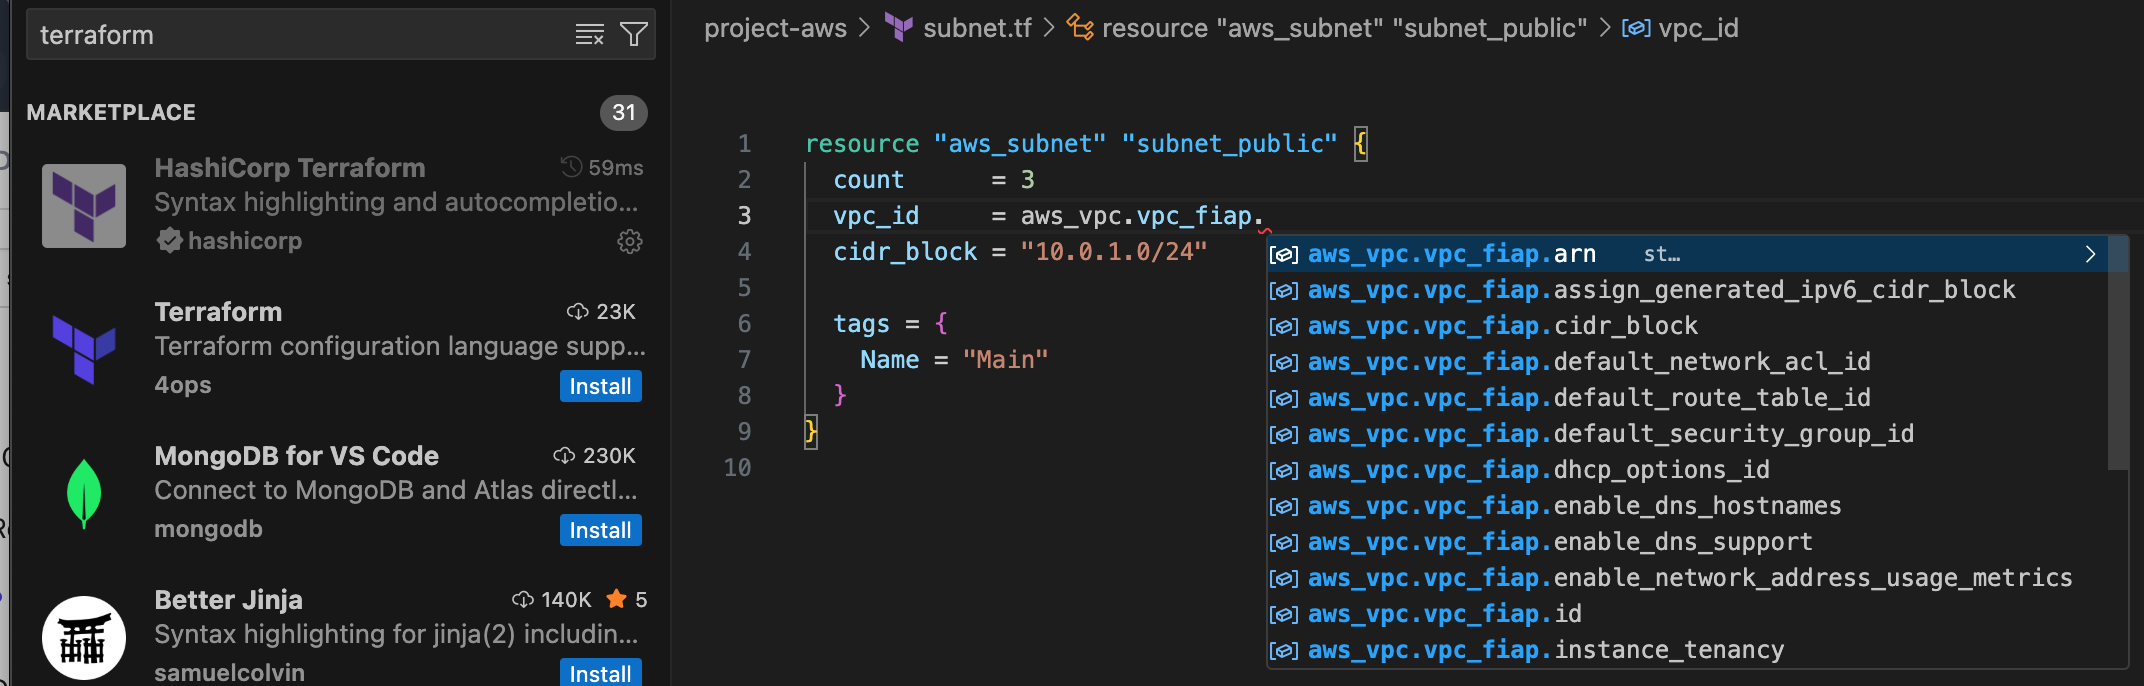 terraform
MARKETPLACE
31
HashiCorp Terraform
59ms
Syntax highlighting and autocompletio...
hashicorp
Terraform
23K
Terraform configuration language supp...
4ops
Install
MongoDB for VS Code
230K
Connect to MongoDB and Atlas directl...
mongodb
Install
Better Jinja
140K
5
Syntax highlighting for jinja(2) includin...
samuelcolvin
Install
project-aws > subnet.tf > resource "aws_subnet" "subnet_public" > vpc_id
1 resource "aws_subnet" "subnet_public" {
2 count = 3
3 vpc_id = aws_vpc.vpc_fiap.
4 cidr_block = "10.0.1.0/24"
5
6 tags = {
7 Name = "Main"
8 }
9 }
10
aws_vpc.vpc_fiap.arn st...
aws_vpc.vpc_fiap.assign_generated_ipv6_cidr_block
aws_vpc.vpc_fiap.cidr_block
aws_vpc.vpc_fiap.default_network_acl_id
aws_vpc.vpc_fiap.default_route_table_id
aws_vpc.vpc_fiap.default_security_group_id
aws_vpc.vpc_fiap.dhcp_options_id
aws_vpc.vpc_fiap.enable_dns_hostnames
aws_vpc.vpc_fiap.enable_dns_support
aws_vpc.vpc_fiap.enable_network_address_usage_metrics
aws_vpc.vpc_fiap.id
aws_vpc.vpc_fiap.instance_tenancy